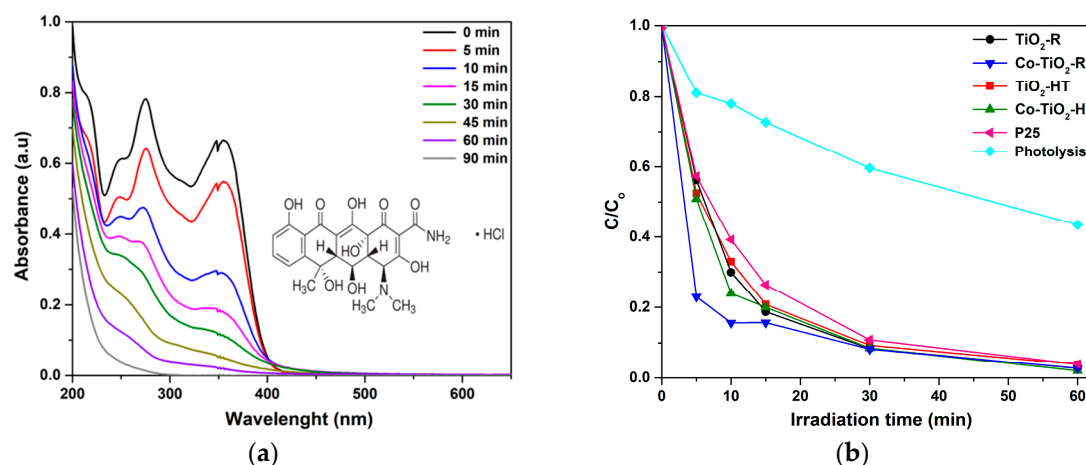 1.0
0.8
0.6
0.4
0.2
0.0
Absorbance (a.u)
200 300 400 500 600
Wavelenght (nm)
0 min
5 min
10 min
15 min
30 min
45 min
60 min
90 min
OH O OH O O
NH2
• HCl
H HO H
OH
H3C OH OH N
H3C CH3
(a)
1.0
0.8
0.6
0.4
0.2
0.0
C/Co
0 10 20 30 40 50 60
Irradiation time (min)
TiO2-R
Co-TiO2-R
TiO2-HT
Co-TiO2-H
P25
Photolysis
(b)